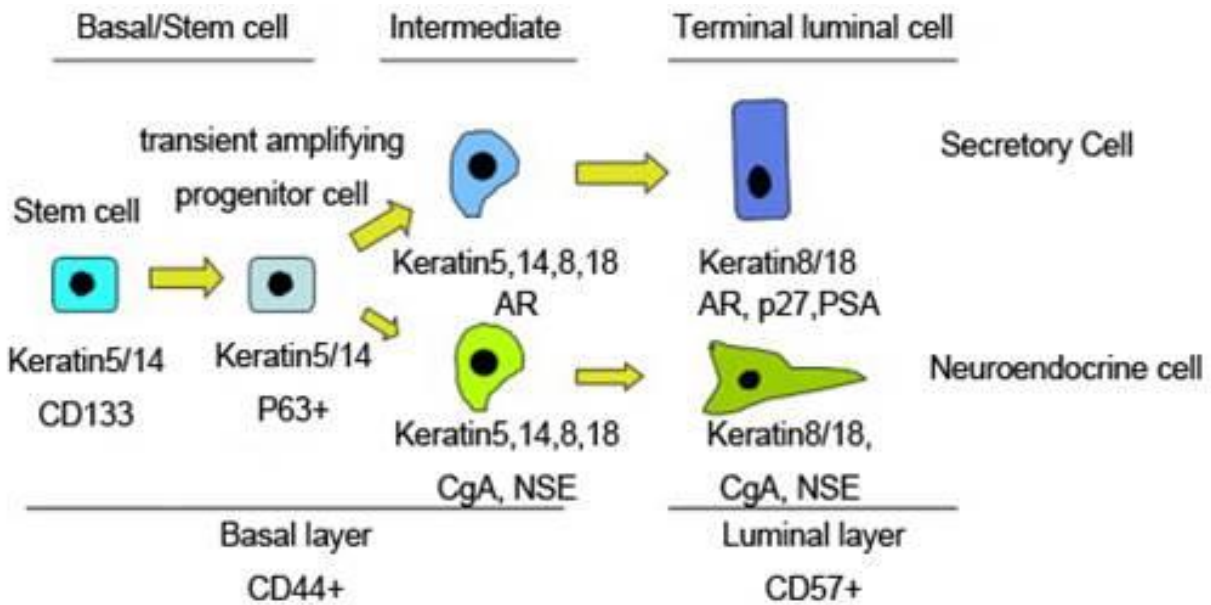 Basal/Stem cell
Intermediate
Terminal luminal cell
transient amplifying
progenitor cell
Stem cell
Secretory Cell
Keratin5/14
CD133
Keratin5/14
P63+
Keratin5,14,8,18
AR
Keratin8/18
AR, p27,PSA
Neuroendocrine cell
Keratin5,14,8,18
CgA, NSE
Keratin8/18,
CgA, NSE
Basal layer
CD44+
Luminal layer
CD57+